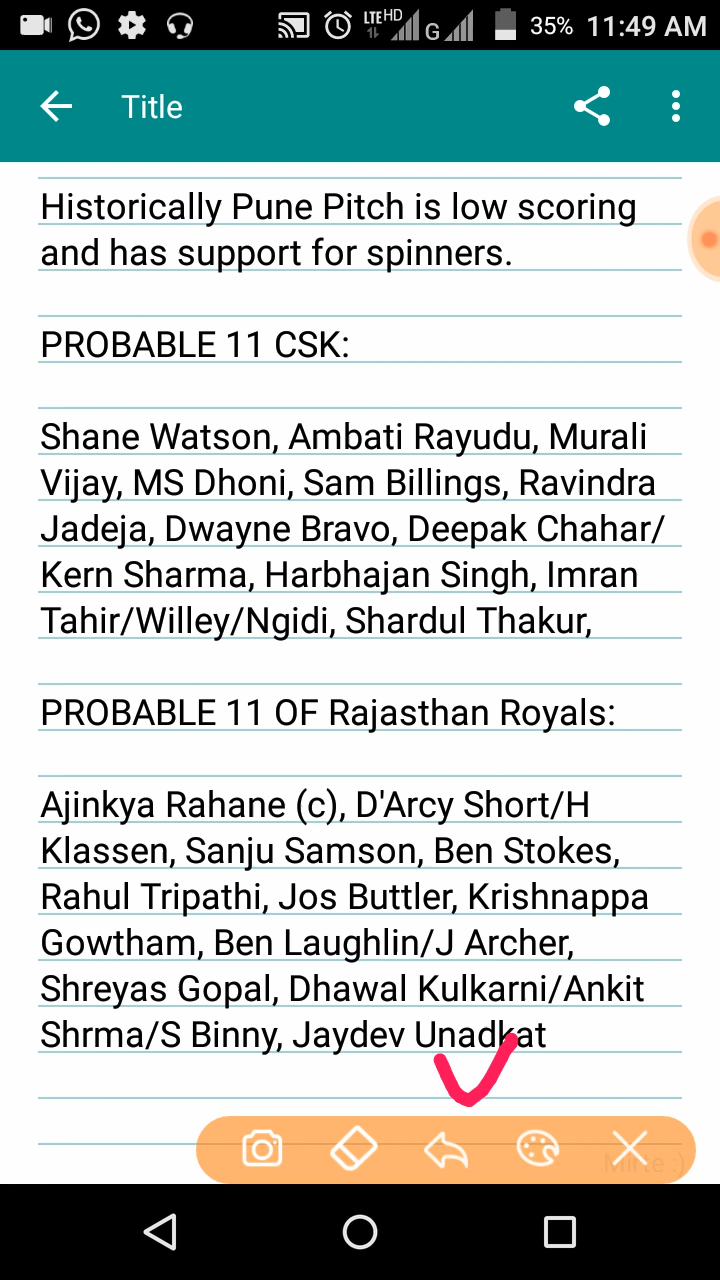 LTE HD G 35% 11:49 AM
Title
Historically Pune Pitch is low scoring
and has support for spinners.
PROBABLE 11 CSK:
Shane Watson, Ambati Rayudu, Murali
Vijay, MS Dhoni, Sam Billings, Ravindra
Jadeja, Dwayne Bravo, Deepak Chahar/
Kern Sharma, Harbhajan Singh, Imran
Tahir/Willey/Ngidi, Shardul Thakur,
PROBABLE 11 OF Rajasthan Royals:
Ajinkya Rahane (c), D'Arcy Short/H
Klassen, Sanju Samson, Ben Stokes,
Rahul Tripathi, Jos Buttler, Krishnappa
Gowtham, Ben Laughlin/J Archer,
Shreyas Gopal, Dhawal Kulkarni/Ankit
Shrma/S Binny, Jaydev Unadkat